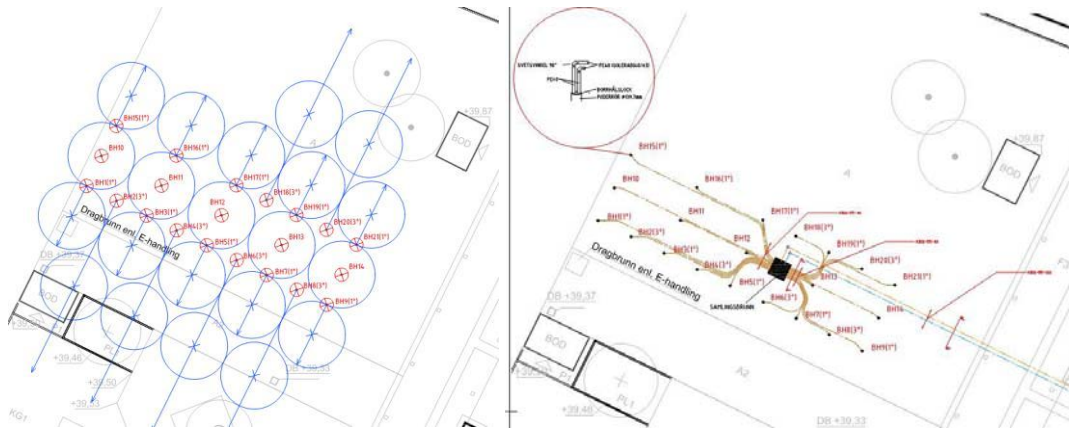 BH15(1°)
BH10
BH16(1°)
BH1(1°)
BH11
BH17(1°)
BH2(3°)
BH18(3°)
BH3(1°)
BH12
BH19(1°)
BH4(3°)
BH20(3°)
BH5(1°)
BH13
BH21(1°)
BH6(3°)
BH7(1°)
BH14
BH8(3°)
BH9(1°)
Dragbrunn enl. E-handling
A
+39,87
BOD
DB +39,37
BOD
+39,46
+39,50
DB +39,33
KG1
BORRHÅLSLOCK
BH15(1°)
BH10
BH16(1°)
BH1(1°)
BH11
BH17(1°)
BH2(3°)
BH18(3°)
BH3(1°)
BH12
BH19(1°)
BH4(3°)
BH20(3°)
BH5(1°)
BH13
BH21(1°)
BH6(3°)
BH14
BH7(1°)
BH8(3°)
BH9(1°)
SAMLINGSBRUNN
Dragbrunn enl. E-handling
A
+39,87
BOD
DB +39,37
BOD
PL1
+39,46
A2
DB +39,33